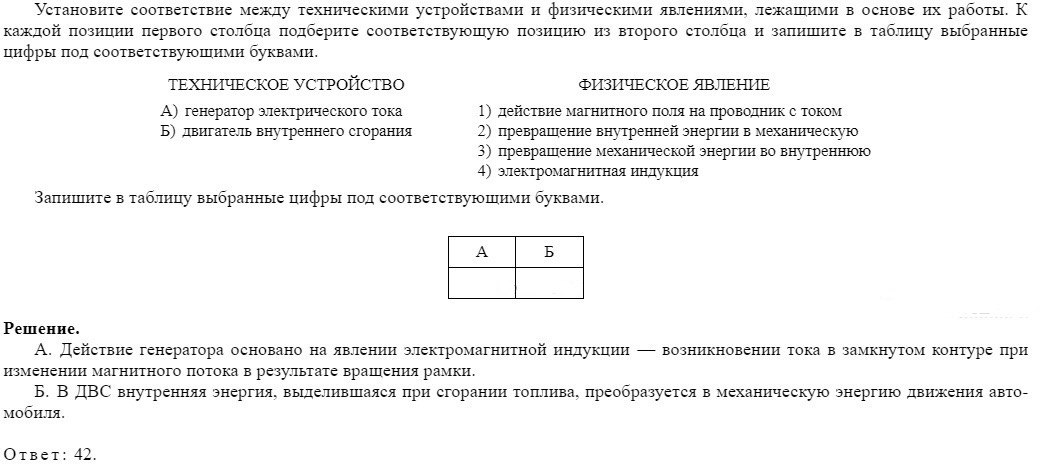 Установите соответствие между техническими устройствами и физическими явлениями, лежащими в основе их работы. К
каждой позиции первого столбца подберите соответствующую позицию из второго столбца и запишите в таблицу выбранные
цифры под соответствующими буквами.
ТЕХНИЧЕСКОЕ УСТРОЙСТВО
А) генератор электрического тока
Б) двигатель внутреннего сгорания
ФИЗИЧЕСКОЕ ЯВЛЕНИЕ
1) действие магнитного поля на проводник с током
2) превращение внутренней энергии в механическую
3) превращение механической энергии во внутреннюю
4) электромагнитная индукция
Запишите в таблицу выбранные цифры под соответствующими буквами.
А Б
Решение.
А. Действие генератора основано на явлении электромагнитной индукции — возникновении тока в замкнутом контуре при
изменении магнитного потока в результате вращения рамки.
Б. В ДВС внутренняя энергия, выделившаяся при сгорании топлива, преобразуется в механическую энергию движения авто-
мобиля.
Ответ: 42.